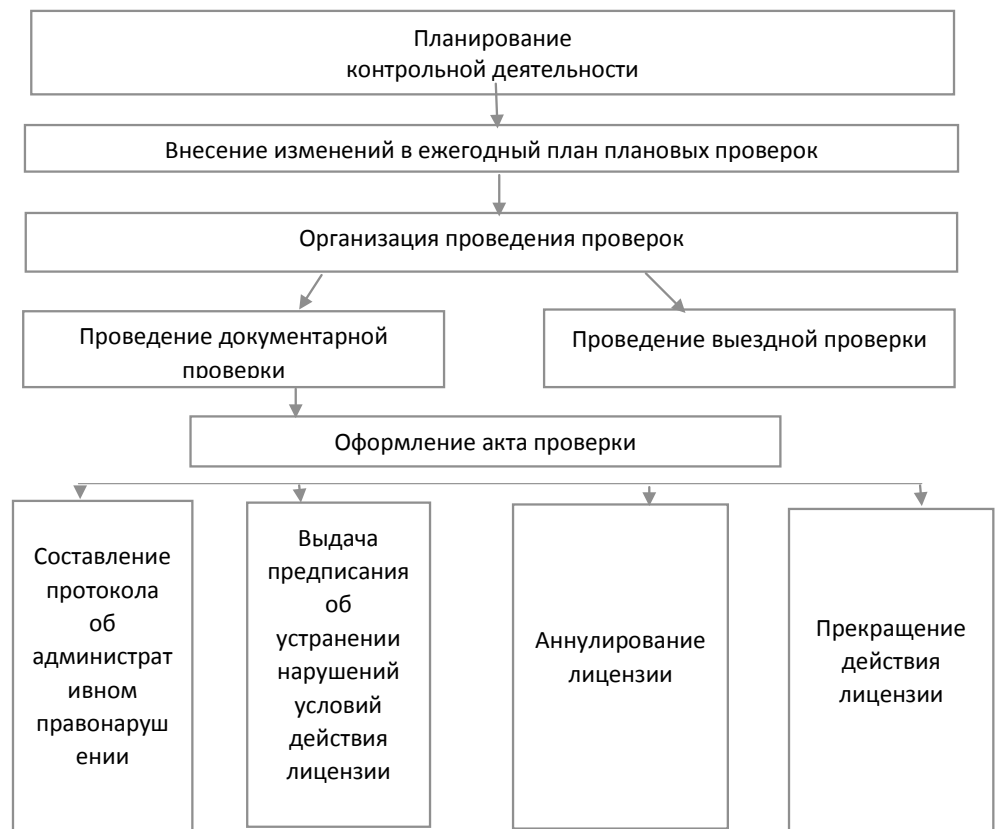 Планирование
контрольной деятельности
Внесение изменений в ежегодный план плановых проверок
Организация проведения проверок
Проведение документарной
проверки
Проведение выездной проверки
Оформление акта проверки
Составление
протокола
об
административ
ивном
правонаруш
ении
Выдача
предписания
об
устранении
нарушений
условий
действия
лицензии
Аннулирование
лицензии
Прекращение
действия
лицензии